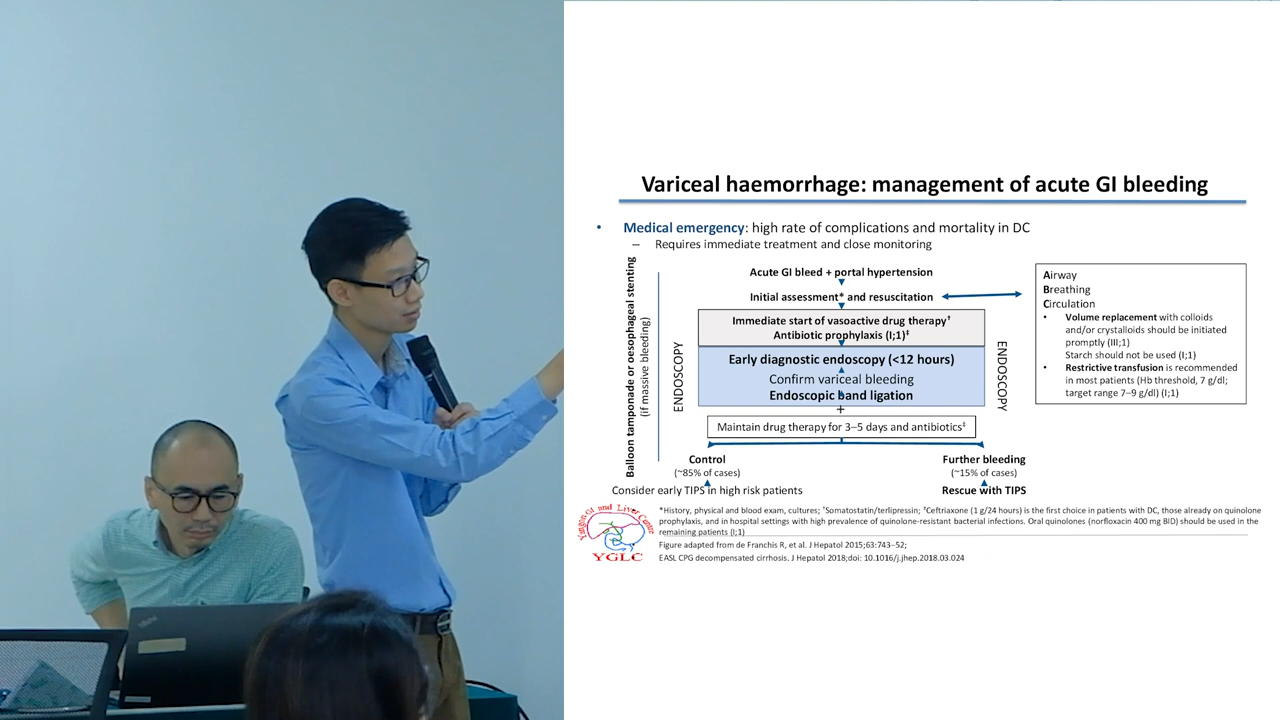 Variceal haemorrhage: management of acute GI bleeding
• Medical emergency: high rate of complications and mortality in DC
– Requires immediate treatment and close monitoring
Balloon tamponade or oesophageal stenting
(if massive bleeding)
Acute GI bleed + portal hypertension
Initial assessment* and resuscitation
Immediate start of vasoactive drug therapy†
Antibiotic prophylaxis (I;1)‡
ENDOSCOPY
Early diagnostic endoscopy (<12 hours)
Confirm variceal bleeding
Endoscopic band ligation
ENDOSCOPY
+
Maintain drug therapy for 3–5 days and antibiotics‡
Control
(~85% of cases)
Consider early TIPS in high risk patients
Further bleeding
(~15% of cases)
Rescue with TIPS
Airway
Breathing
Circulation
• Volume replacement with colloids
and/or crystalloids should be initiated
promptly (III;1)
Starch should not be used (I;1)
• Restrictive transfusion is recommended
in most patients (Hb threshold, 7 g/dl;
target range 7–9 g/dl) (I;1)
*History, physical and blood exam, cultures; †Somatostatin/terlipressin; ‡Ceftriaxone (1 g/24 hours) is the first choice in patients with DC, those already on quinolone
prophylaxis, and in hospital settings with high prevalence of quinolone-resistant bacterial infections. Oral quinolones (norfloxacin 400 mg BID) should be used in the
remaining patients (I;1)
Figure adapted from de Franchis R, et al. J Hepatol 2015;63:743–52;
EASL CPG decompensated cirrhosis. J Hepatol 2018;doi: 10.1016/j.jhep.2018.03.024
Yangon GI and Liver Centre
YGLC